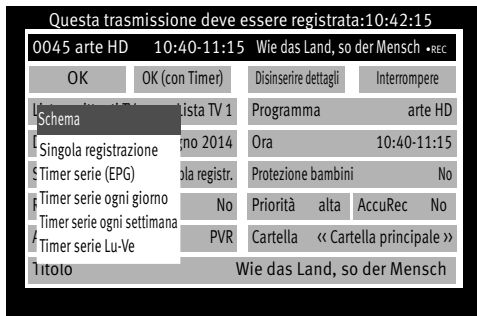 Questa trasmissione deve essere registrata:10:42:15
0045 arte HD 10:40-11:15 Wie das Land, so der Mensch •REC
OK OK (con Timer) Disinserire dettagli Interrompere
Lista TV 1 Programma arte HD
Schema
gno 2014 Ora 10:40-11:15
Singola registrazione
Timer serie (EPG) registr. Protezione bambini No
Timer serie ogni giorno No Priorità alta AccuRec No
Timer serie ogni settimana
PVR Cartella ‹‹ Cartella principale ››
Timer serie Lu-Ve
Titolo Wie das Land, so der Mensch